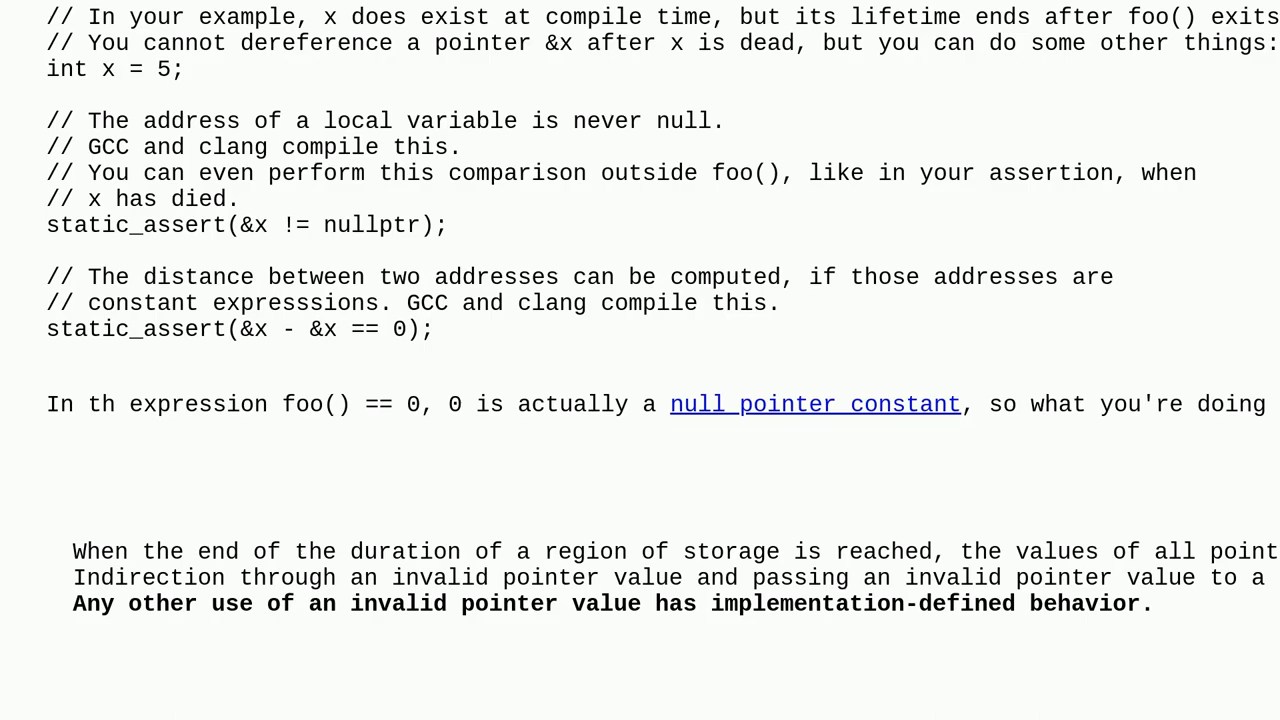 // In your example, x does exist at compile time, but its lifetime ends after foo() exits
// You cannot dereference a pointer &x after x is dead, but you can do some other things:
int x = 5;
// The address of a local variable is never null.
// GCC and clang compile this.
// You can even perform this comparison outside foo(), like in your assertion, when
// x has died.
static_assert(&x != nullptr);
// The distance between two addresses can be computed, if those addresses are
// constant expresssions. GCC and clang compile this.
static_assert(&x - &x == 0);
In th expression foo() == 0, 0 is actually a null pointer constant, so what you're doing
When the end of the duration of a region of storage is reached, the values of all point
Indirection through an invalid pointer value and passing an invalid pointer value to a
Any other use of an invalid pointer value has implementation-defined behavior.